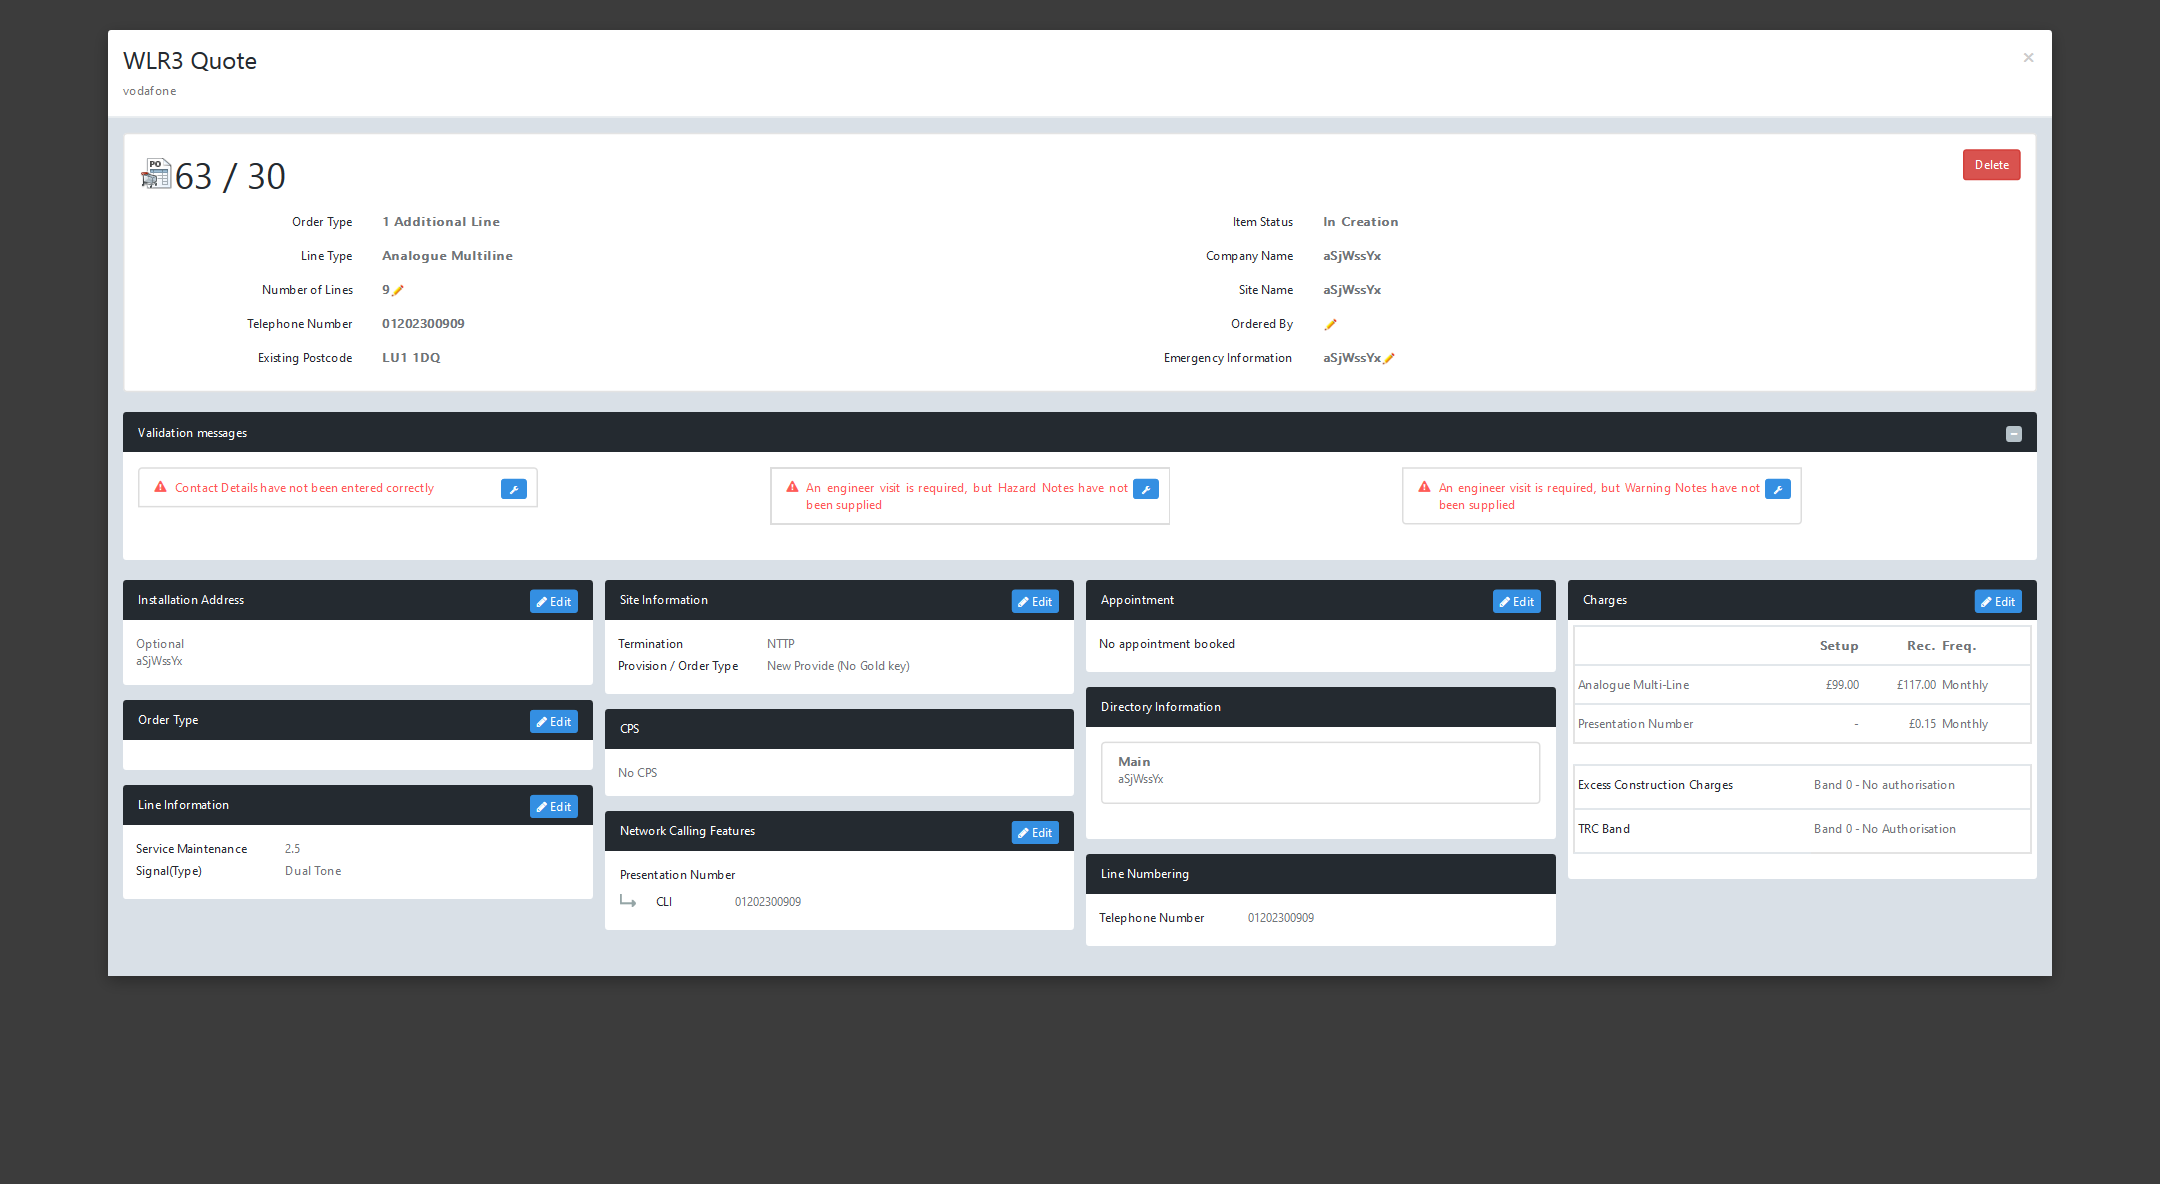 WLR3 Quote
×
vodafone
PO
63 / 30
Delete
Order Type 1 Additional Line
Line Type Analogue Multiline
Number of Lines 9
Telephone Number 01202300909
Existing Postcode LU1 1DQ
Item Status In Creation
Company Name aSjWssYx
Site Name aSjWssYx
Ordered By
Emergency Information aSjWssYx
Validation messages
Contact Details have not been entered correctly
An engineer visit is required, but Hazard Notes have not
been supplied
An engineer visit is required, but Warning Notes have not
been supplied
Installation Address Edit
Optional
aSjWssYx
Order Type Edit
Line Information Edit
Service Maintenance 2.5
Signal(Type) Dual Tone
Site Information Edit
Termination NTTP
Provision / Order Type New Provide (No Gold key)
CPS
No CPS
Network Calling Features Edit
Presentation Number
CLI 01202300909
Appointment Edit
No appointment booked
Directory Information
Main
aSjWssYx
Line Numbering
Telephone Number 01202300909
Charges Edit
Setup Rec. Freq.
Analogue Multi-Line £99.00 £117.00 Monthly
Presentation Number - £0.15 Monthly
Excess Construction Charges Band 0 - No authorisation
TRC Band Band 0 - No Authorisation